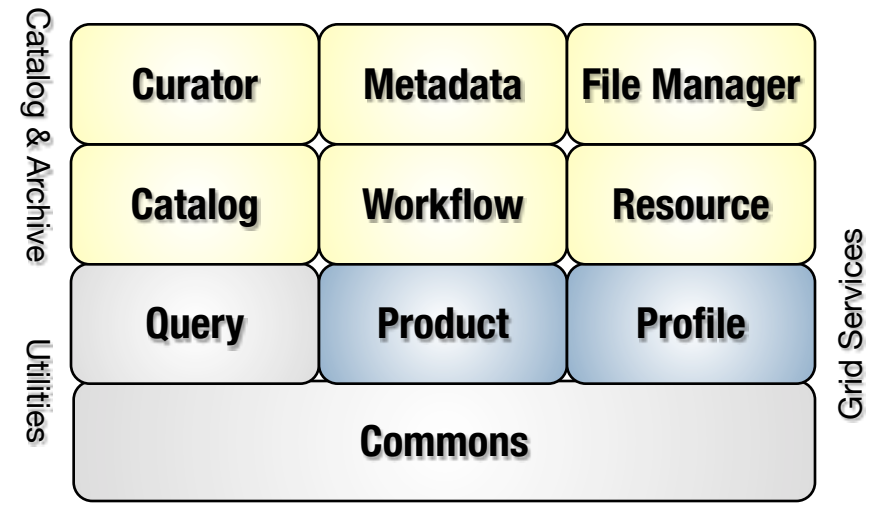 Catalog & Archive
Curator
Metadata
File Manager
Catalog
Workflow
Resource
Utilities
Query
Product
Profile
Grid Services
Commons